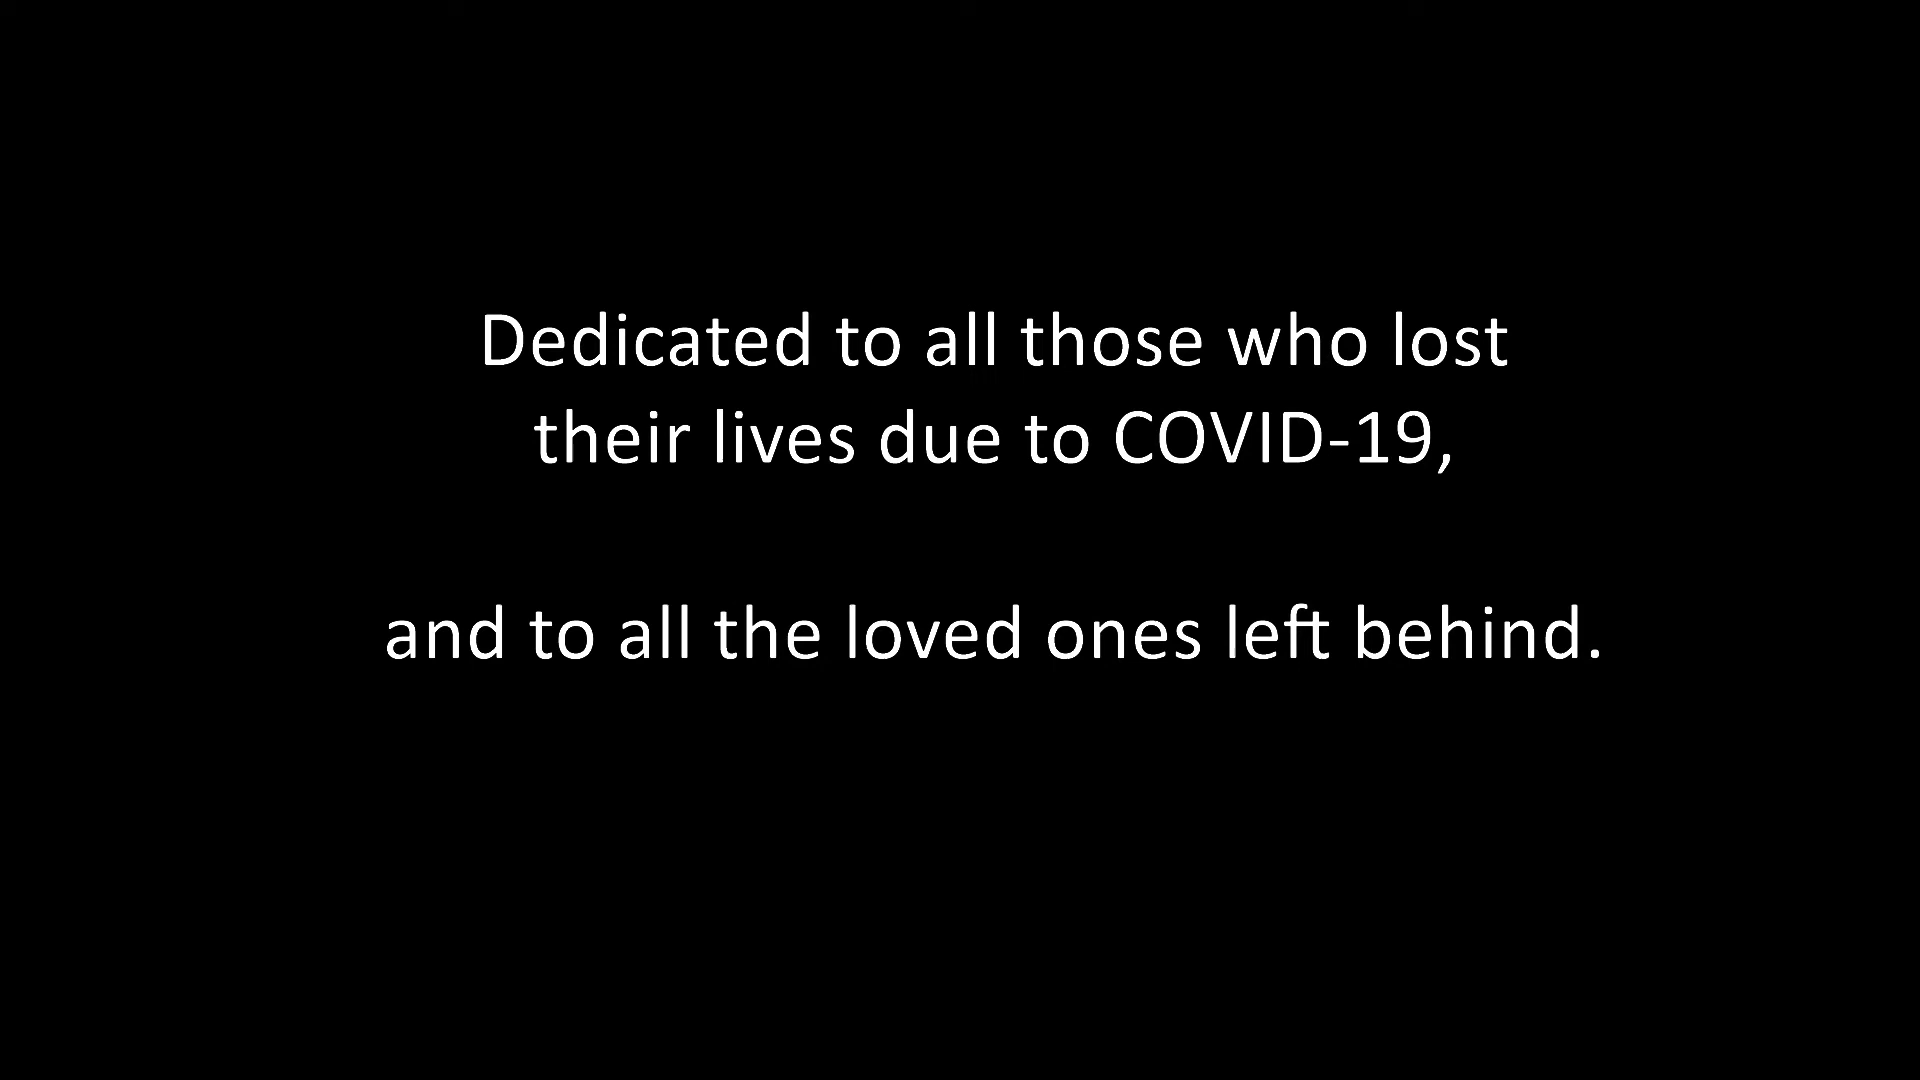 Dedicated to all those who lost
their lives due to COVID-19,
and to all the loved ones left behind.